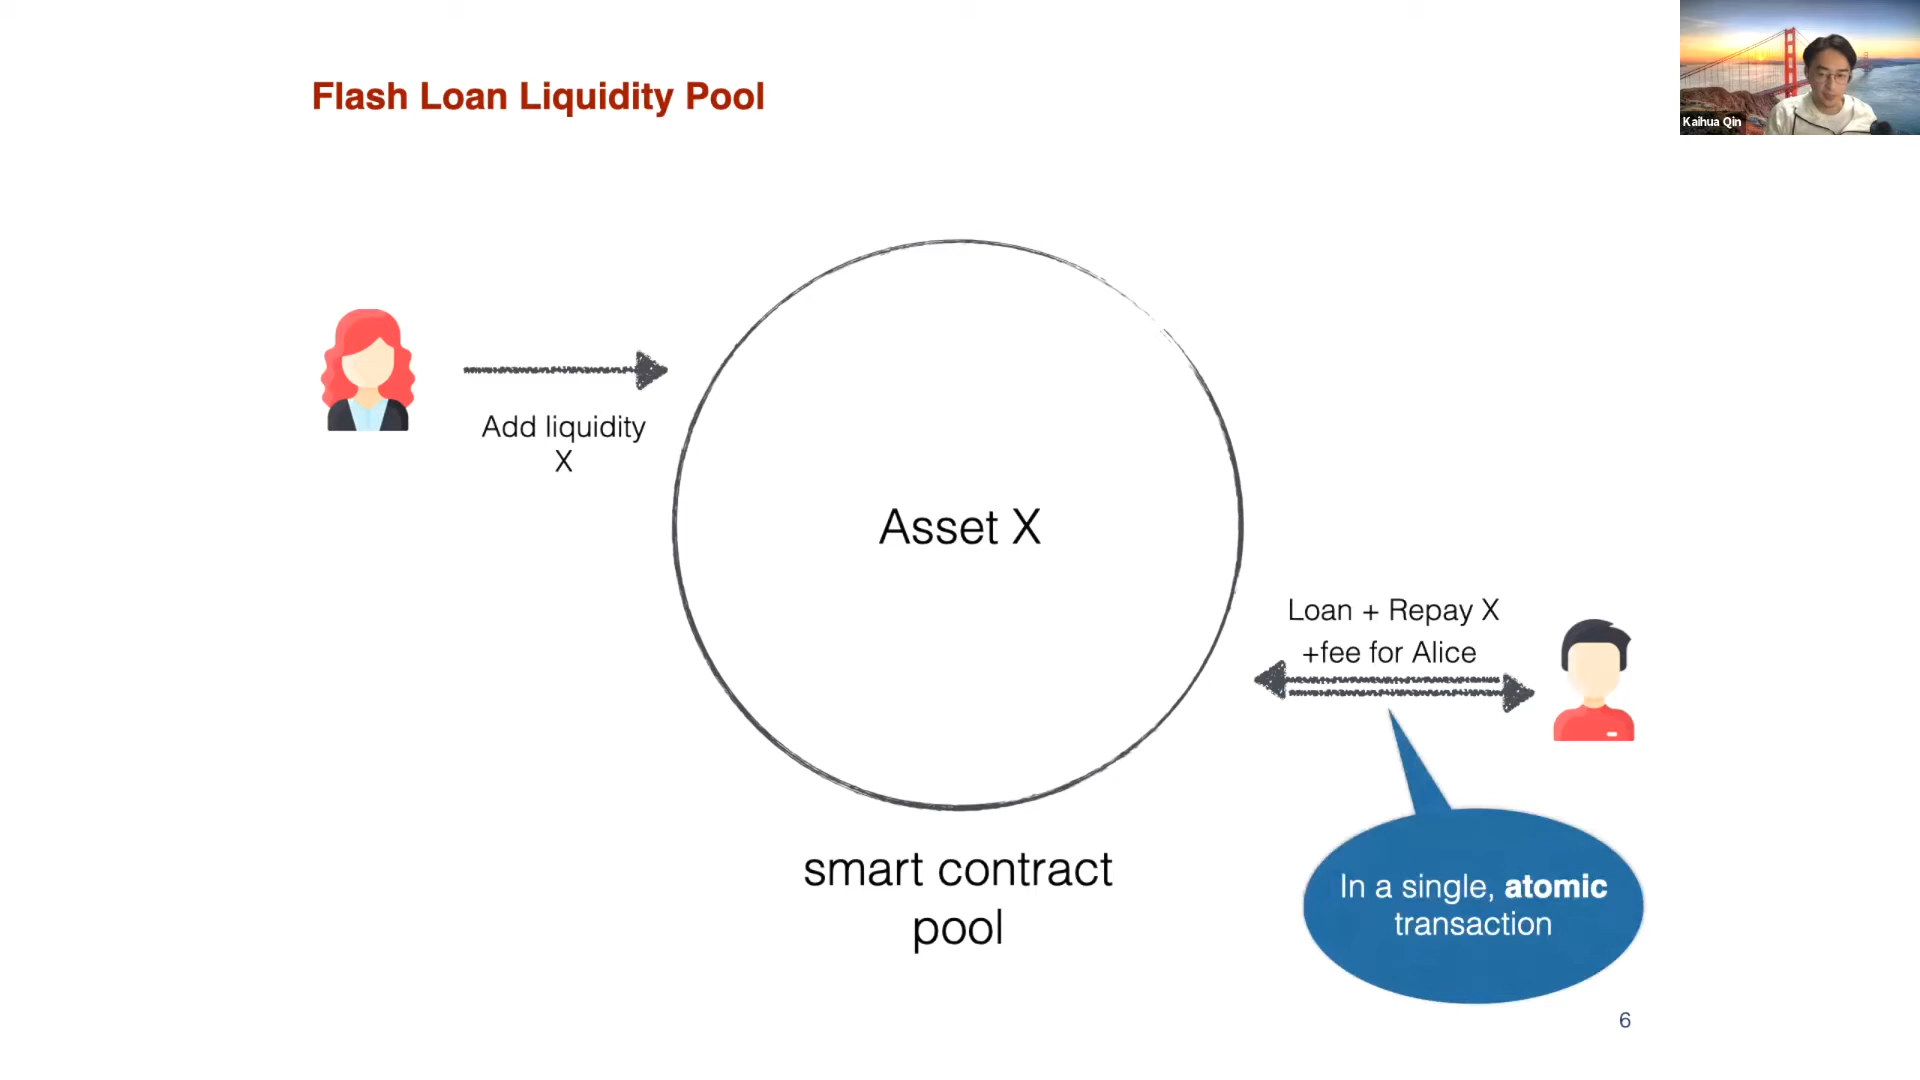 Flash Loan Liquidity Pool
Kaihua Qin
Add liquidity
X
Asset X
Loan + Repay X
+fee for Alice
smart contract
pool
In a single, atomic
transaction
6